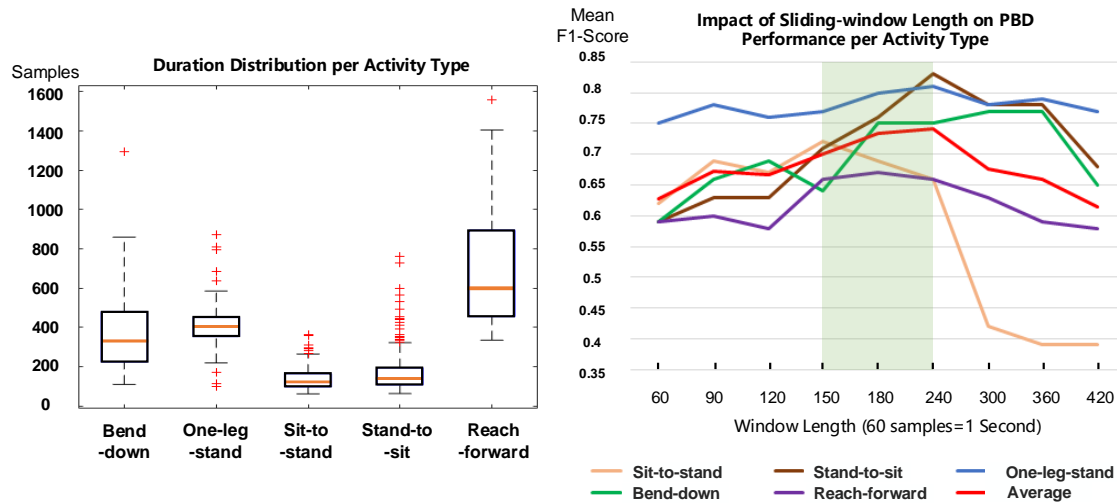 Duration Distribution per Activity Type
Samples
1600
1400
1200
1000
800
600
400
200
0
Bend
-down
One-leg
-stand
Sit-to
-stand
Stand-to
-sit
Reach
-forward
Mean
F1-Score
Impact of Sliding-window Length on PBD
Performance per Activity Type
0.85
0.8
0.75
0.7
0.65
0.6
0.55
0.5
0.45
0.4
0.35
60 90 120 150 180 240 300 360 420
Window Length (60 samples=1 Second)
Sit-to-stand Stand-to-sit One-leg-stand
Bend-down Reach-forward Average